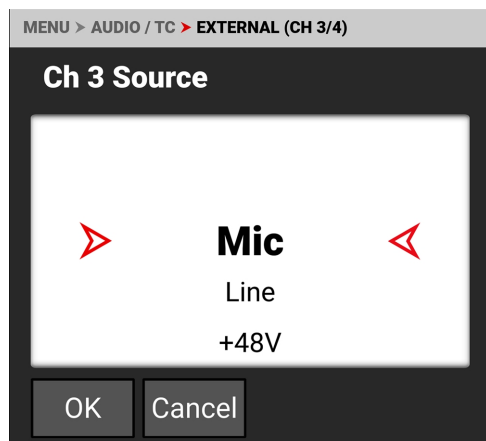 MENU > AUDIO / TC > EXTERNAL (CH 3/4)
Ch 3 Source
Mic
Line
+48V
OK Cancel